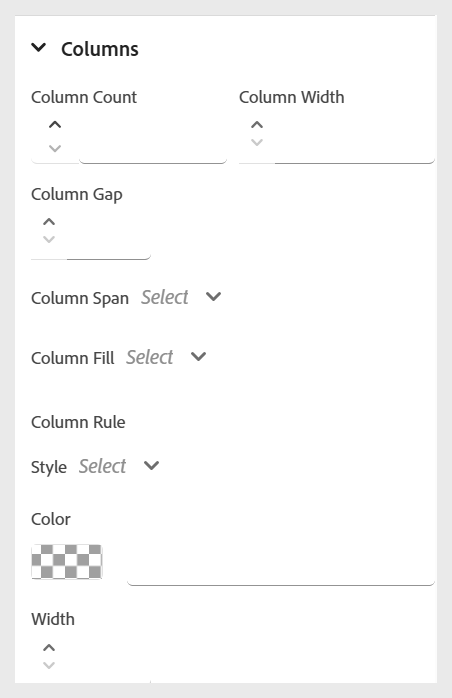 Columns
Column Count Column Width
Column Gap
Column Span Select
Column Fill Select
Column Rule
Style Select
Color
Width